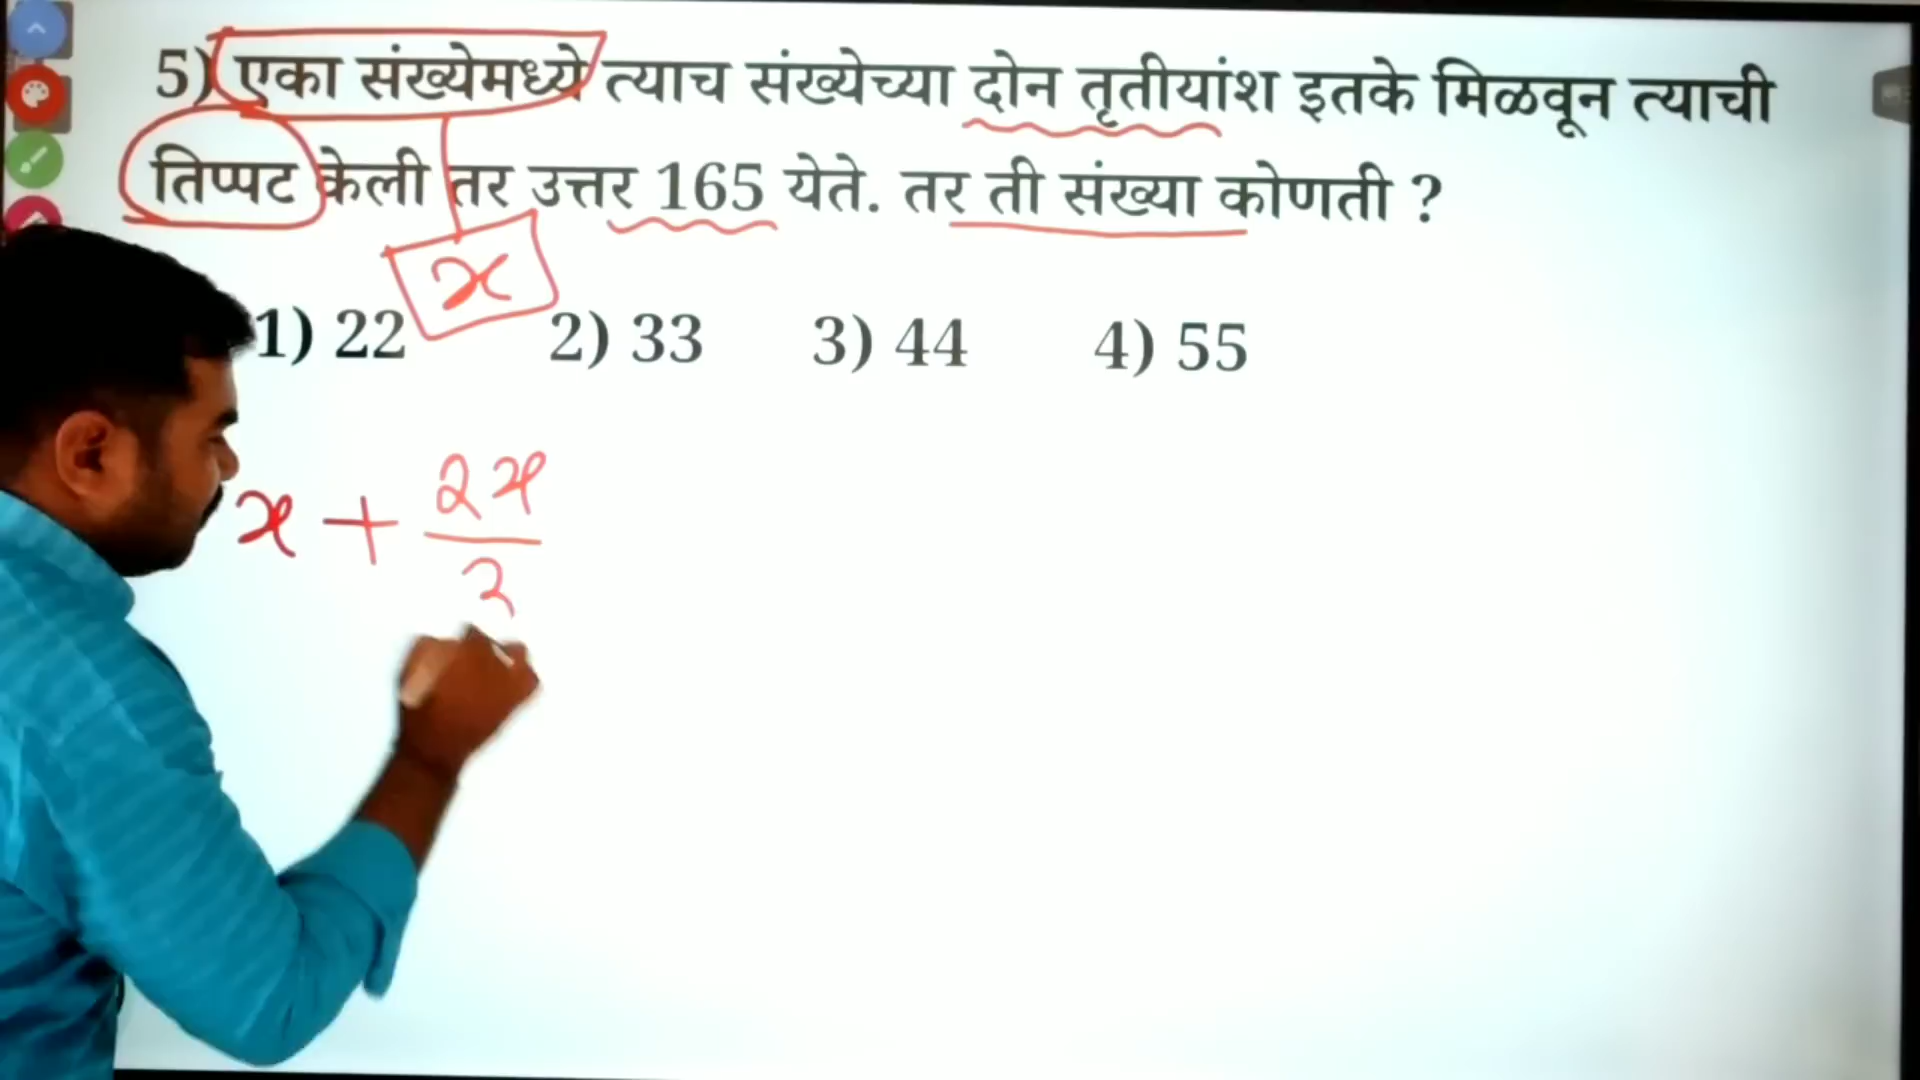 5) एका संख्येमध्ये त्याच संख्येच्या दोन तृतीयांश इतके मिळवून त्याची
तिप्पट केली तर उत्तर 165 येते. तर ती संख्या कोणती ?
x
1) 22 2) 33 3) 44 4) 55
x + 2x